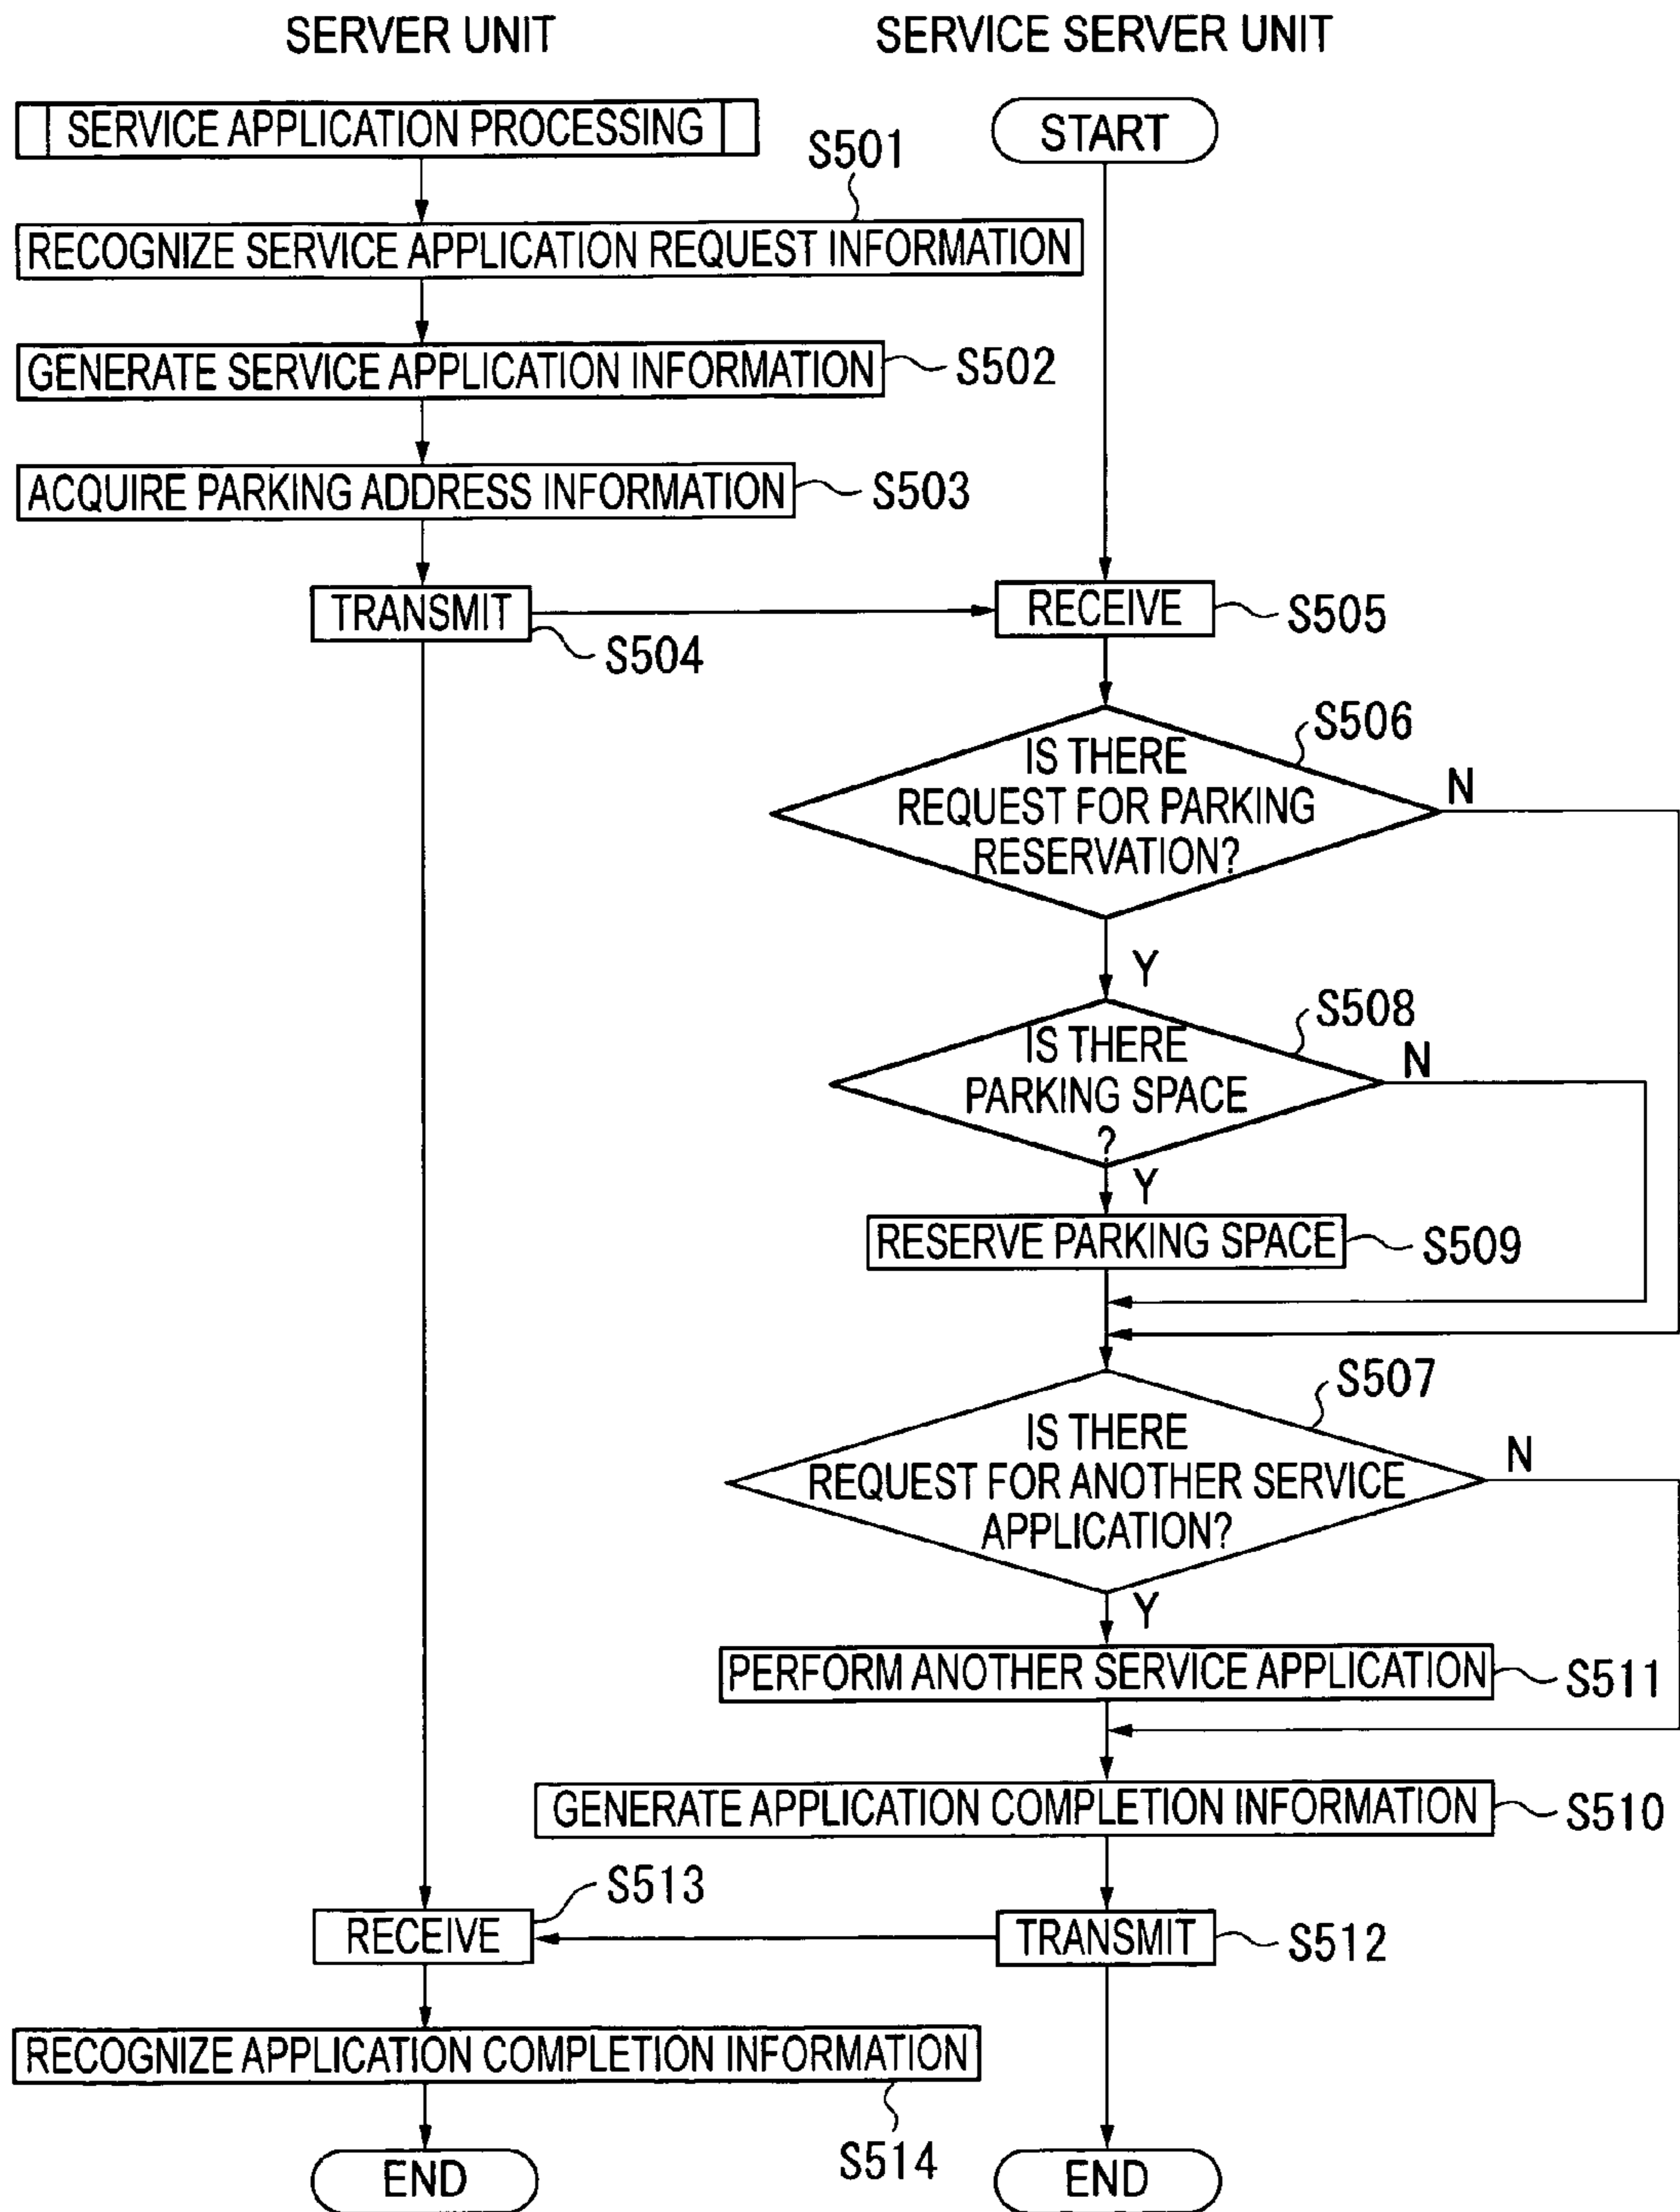 SERVER UNIT
SERVICE SERVER UNIT
SERVICE APPLICATION PROCESSING
START
S501
RECOGNIZE SERVICE APPLICATION REQUEST INFORMATION
GENERATE SERVICE APPLICATION INFORMATION
S502
ACQUIRE PARKING ADDRESS INFORMATION
S503
TRANSMIT
S504
RECEIVE
S505
S506
IS THERE
REQUEST FOR PARKING
RESERVATION?
N
Y
S508
IS THERE
PARKING SPACE
?
N
Y
RESERVE PARKING SPACE
S509
S507
IS THERE
REQUEST FOR ANOTHER SERVICE
APPLICATION?
N
Y
PERFORM ANOTHER SERVICE APPLICATION
S511
GENERATE APPLICATION COMPLETION INFORMATION
S510
S513
RECEIVE
TRANSMIT
S512
RECOGNIZE APPLICATION COMPLETION INFORMATION
S514
END
END